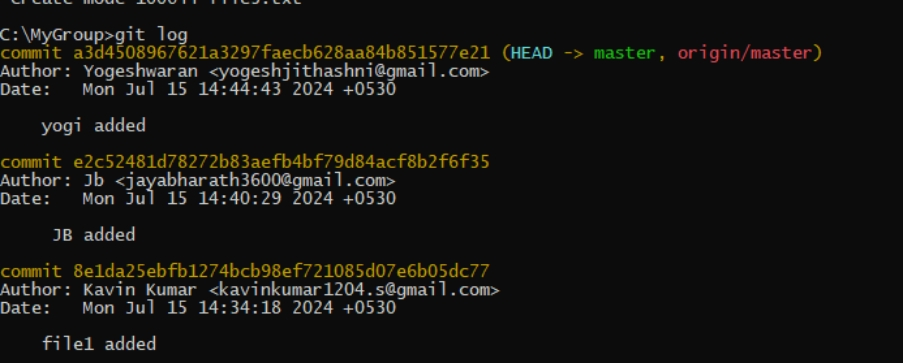 create mode 100644 file3.txt
C:\MyGroup>git log
commit a3d4508967621a3297faecb628aa84b851577e21 (HEAD -> master, origin/master)
Author: Yogeshwaran <yogeshjithashni@gmail.com>
Date:   Mon Jul 15 14:44:43 2024 +0530
yogi added
commit e2c52481d78272b83aefb4bf79d84acf8b2f6f35
Author: Jb <jayabharath3600@gmail.com>
Date:   Mon Jul 15 14:40:29 2024 +0530
JB added
commit 8e1da25ebfb1274bcb98ef721085d07e6b05dc77
Author: Kavin Kumar <kavinkumar1204.s@gmail.com>
Date:   Mon Jul 15 14:34:18 2024 +0530
file1 added